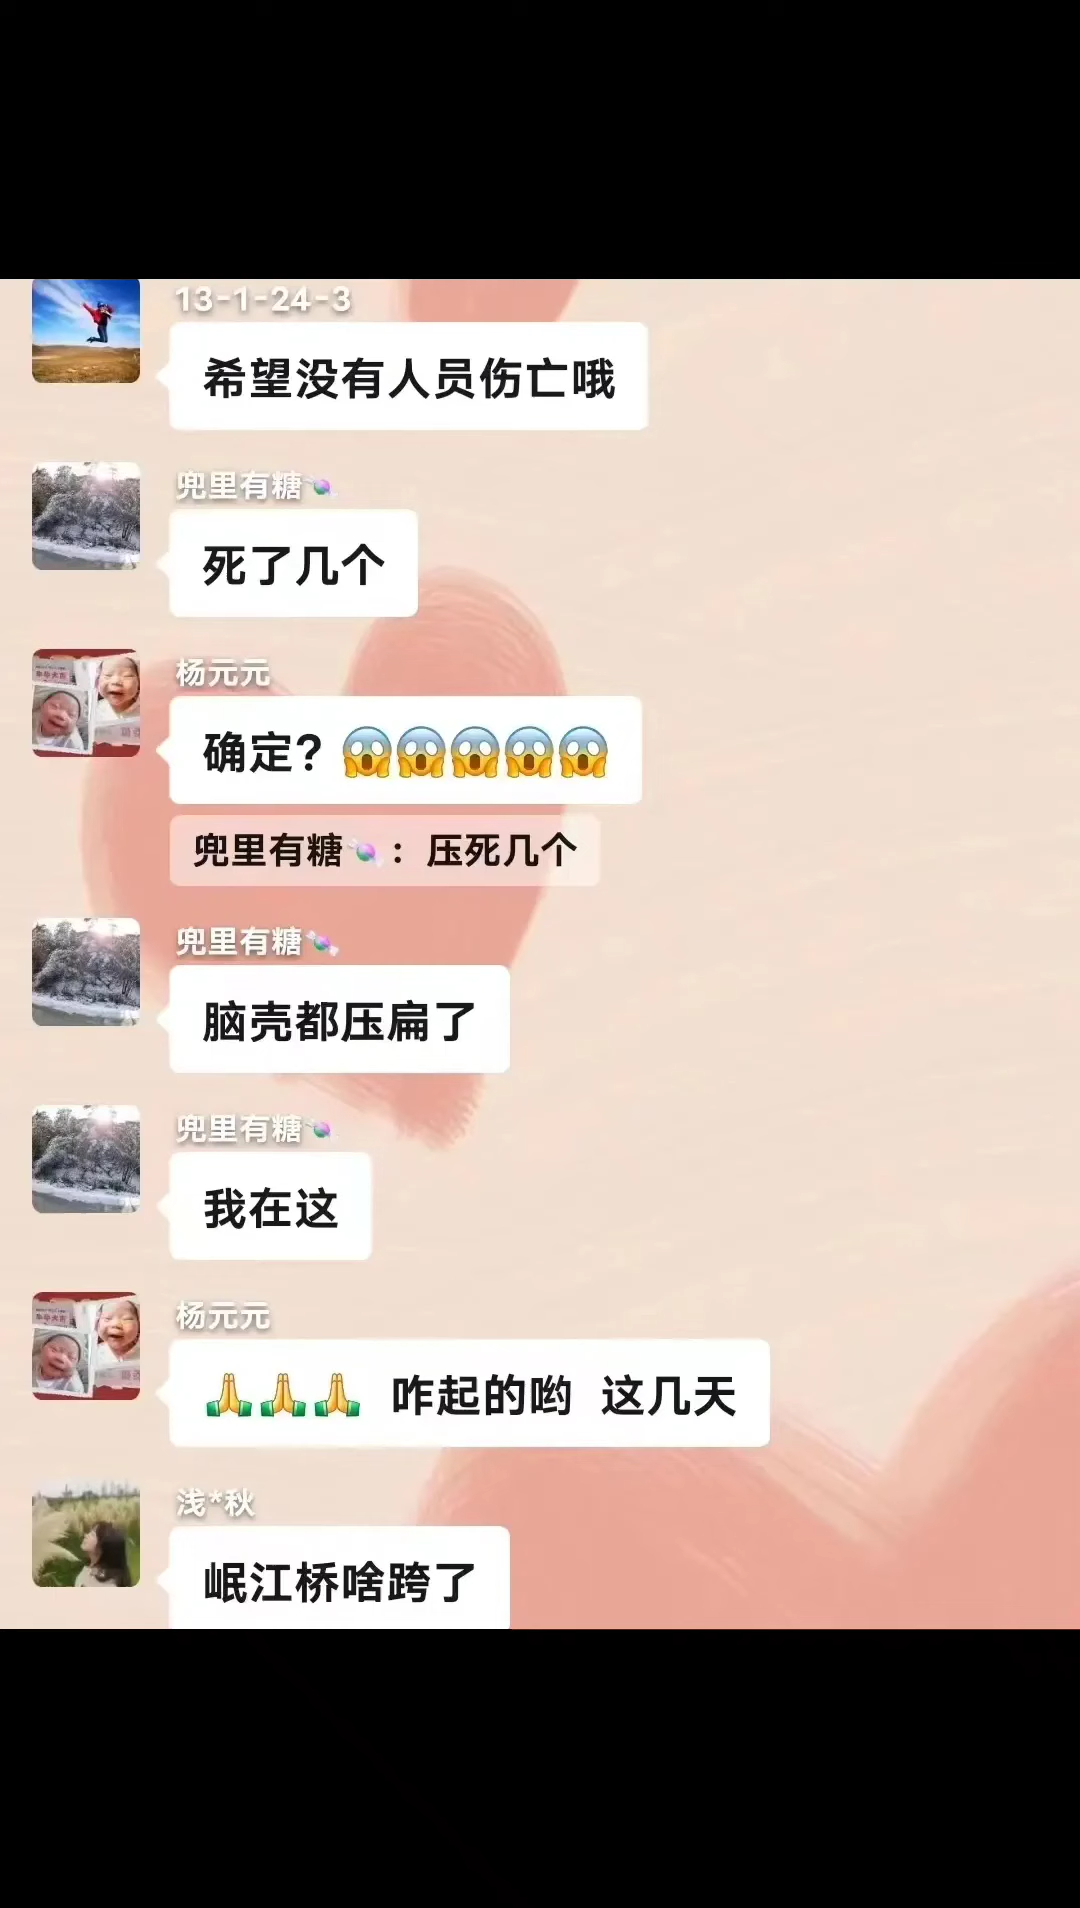 13-1-24-3
希望没有人员伤亡哦
兜里有糖🍬
死了几个
杨元元
确定？😱😱😱😱😱
兜里有糖🍬：压死几个
兜里有糖🍬
脑壳都压扁了
兜里有糖🍬
我在这
杨元元
🙏🙏🙏 咋起的哟 这几天
浅*秋
岷江桥啥跨了